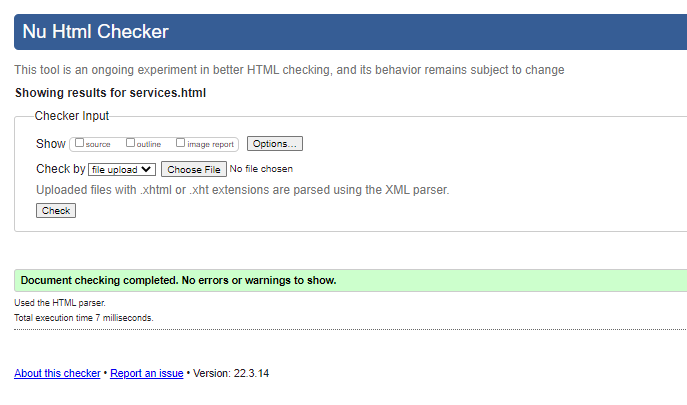 Nu Html Checker
This tool is an ongoing experiment in better HTML checking, and its behavior remains subject to change
Showing results for services.html
Checker Input
Show source outline image report Options...
Check by file upload Choose File No file chosen
Uploaded files with .xhtml or .xht extensions are parsed using the XML parser.
Check
Document checking completed. No errors or warnings to show.
Used the HTML parser.
Total execution time 7 milliseconds.
About this checker • Report an issue • Version: 22.3.14